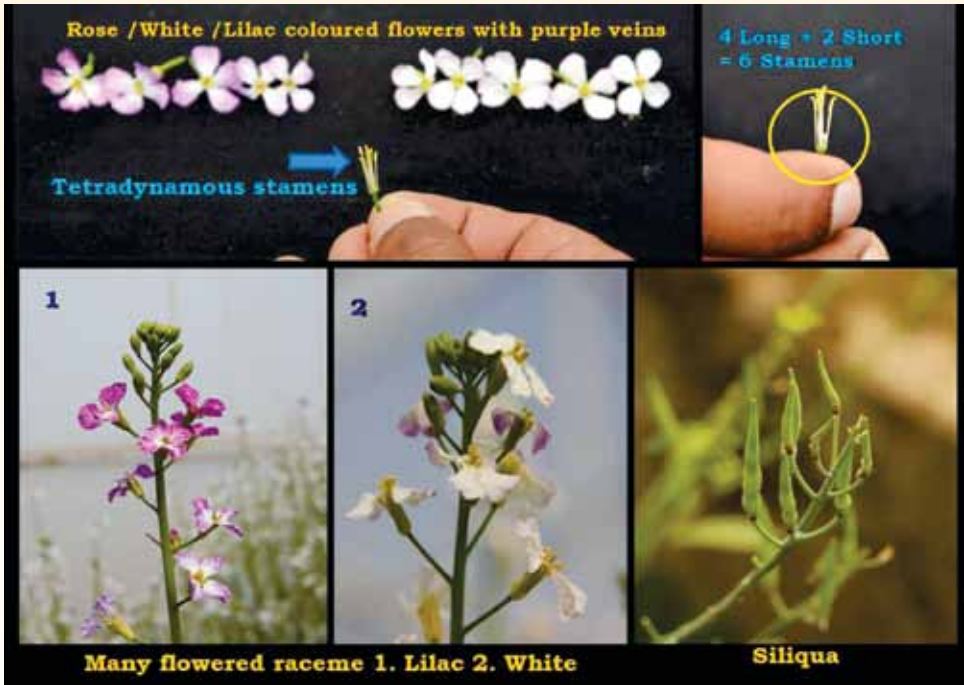 Rose /White /Lilac coloured flowers with purple veins
4 Long + 2 Short
= 6 Stamens
Tetradynamous stamens
1
2
Many flowered raceme 1. Lilac 2. White
Siliqua